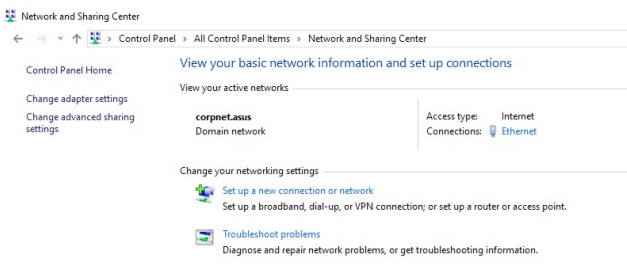 Network and Sharing Center
Control Panel > All Control Panel Items > Network and Sharing Center
Control Panel Home
Change adapter settings
Change advanced sharing
settings
View your basic network information and set up connections
View your active networks
corpnet.asus
Domain network
Access type: Internet
Connections: Ethernet
Change your networking settings
Set up a new connection or network
Set up a broadband, dial-up, or VPN connection; or set up a router or access point.
Troubleshoot problems
Diagnose and repair network problems, or get troubleshooting information.